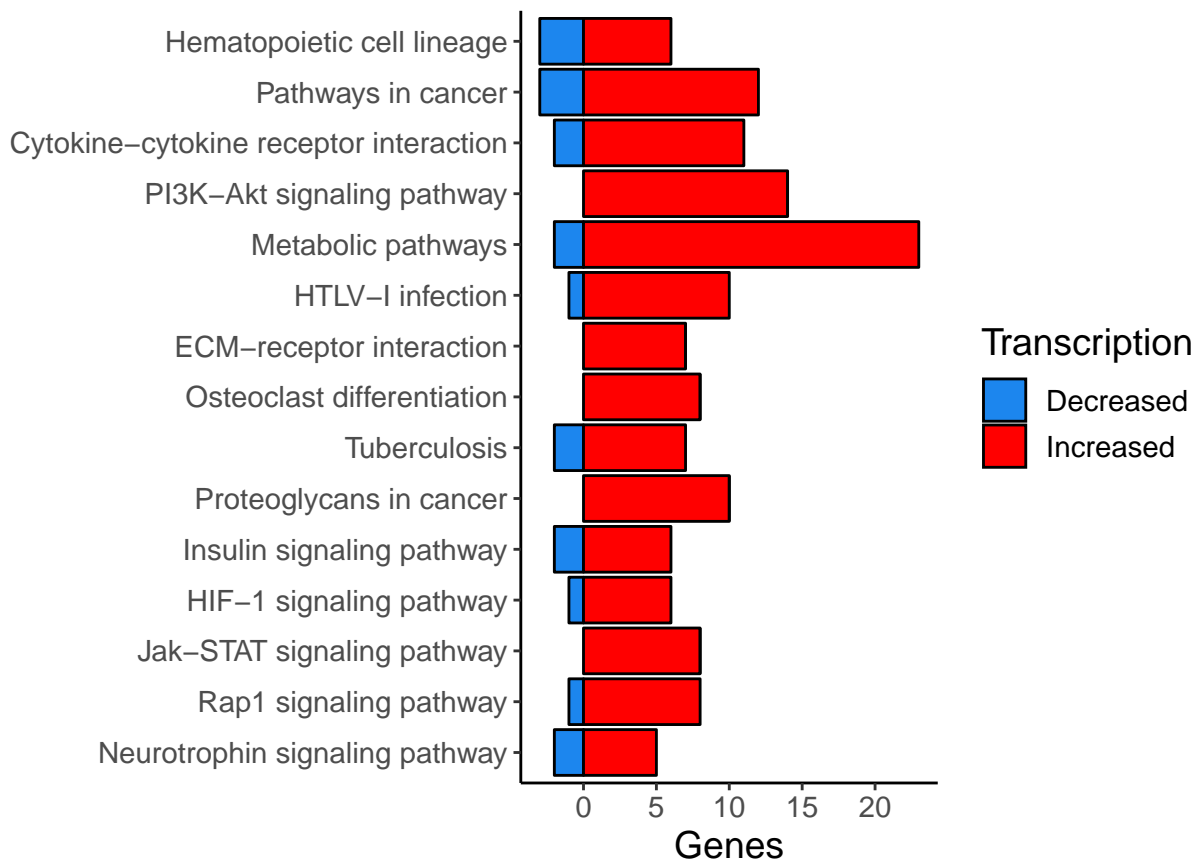 Hematopoietic cell lineage
Pathways in cancer
Cytokine−cytokine receptor interaction
PI3K−Akt signaling pathway
Metabolic pathways
HTLV−I infection
ECM−receptor interaction
Osteoclast differentiation
Tuberculosis
Proteoglycans in cancer
Insulin signaling pathway
HIF−1 signaling pathway
Jak−STAT signaling pathway
Rap1 signaling pathway
Neurotrophin signaling pathway
0 5 10 15 20
Genes
Transcription
Decreased
Increased